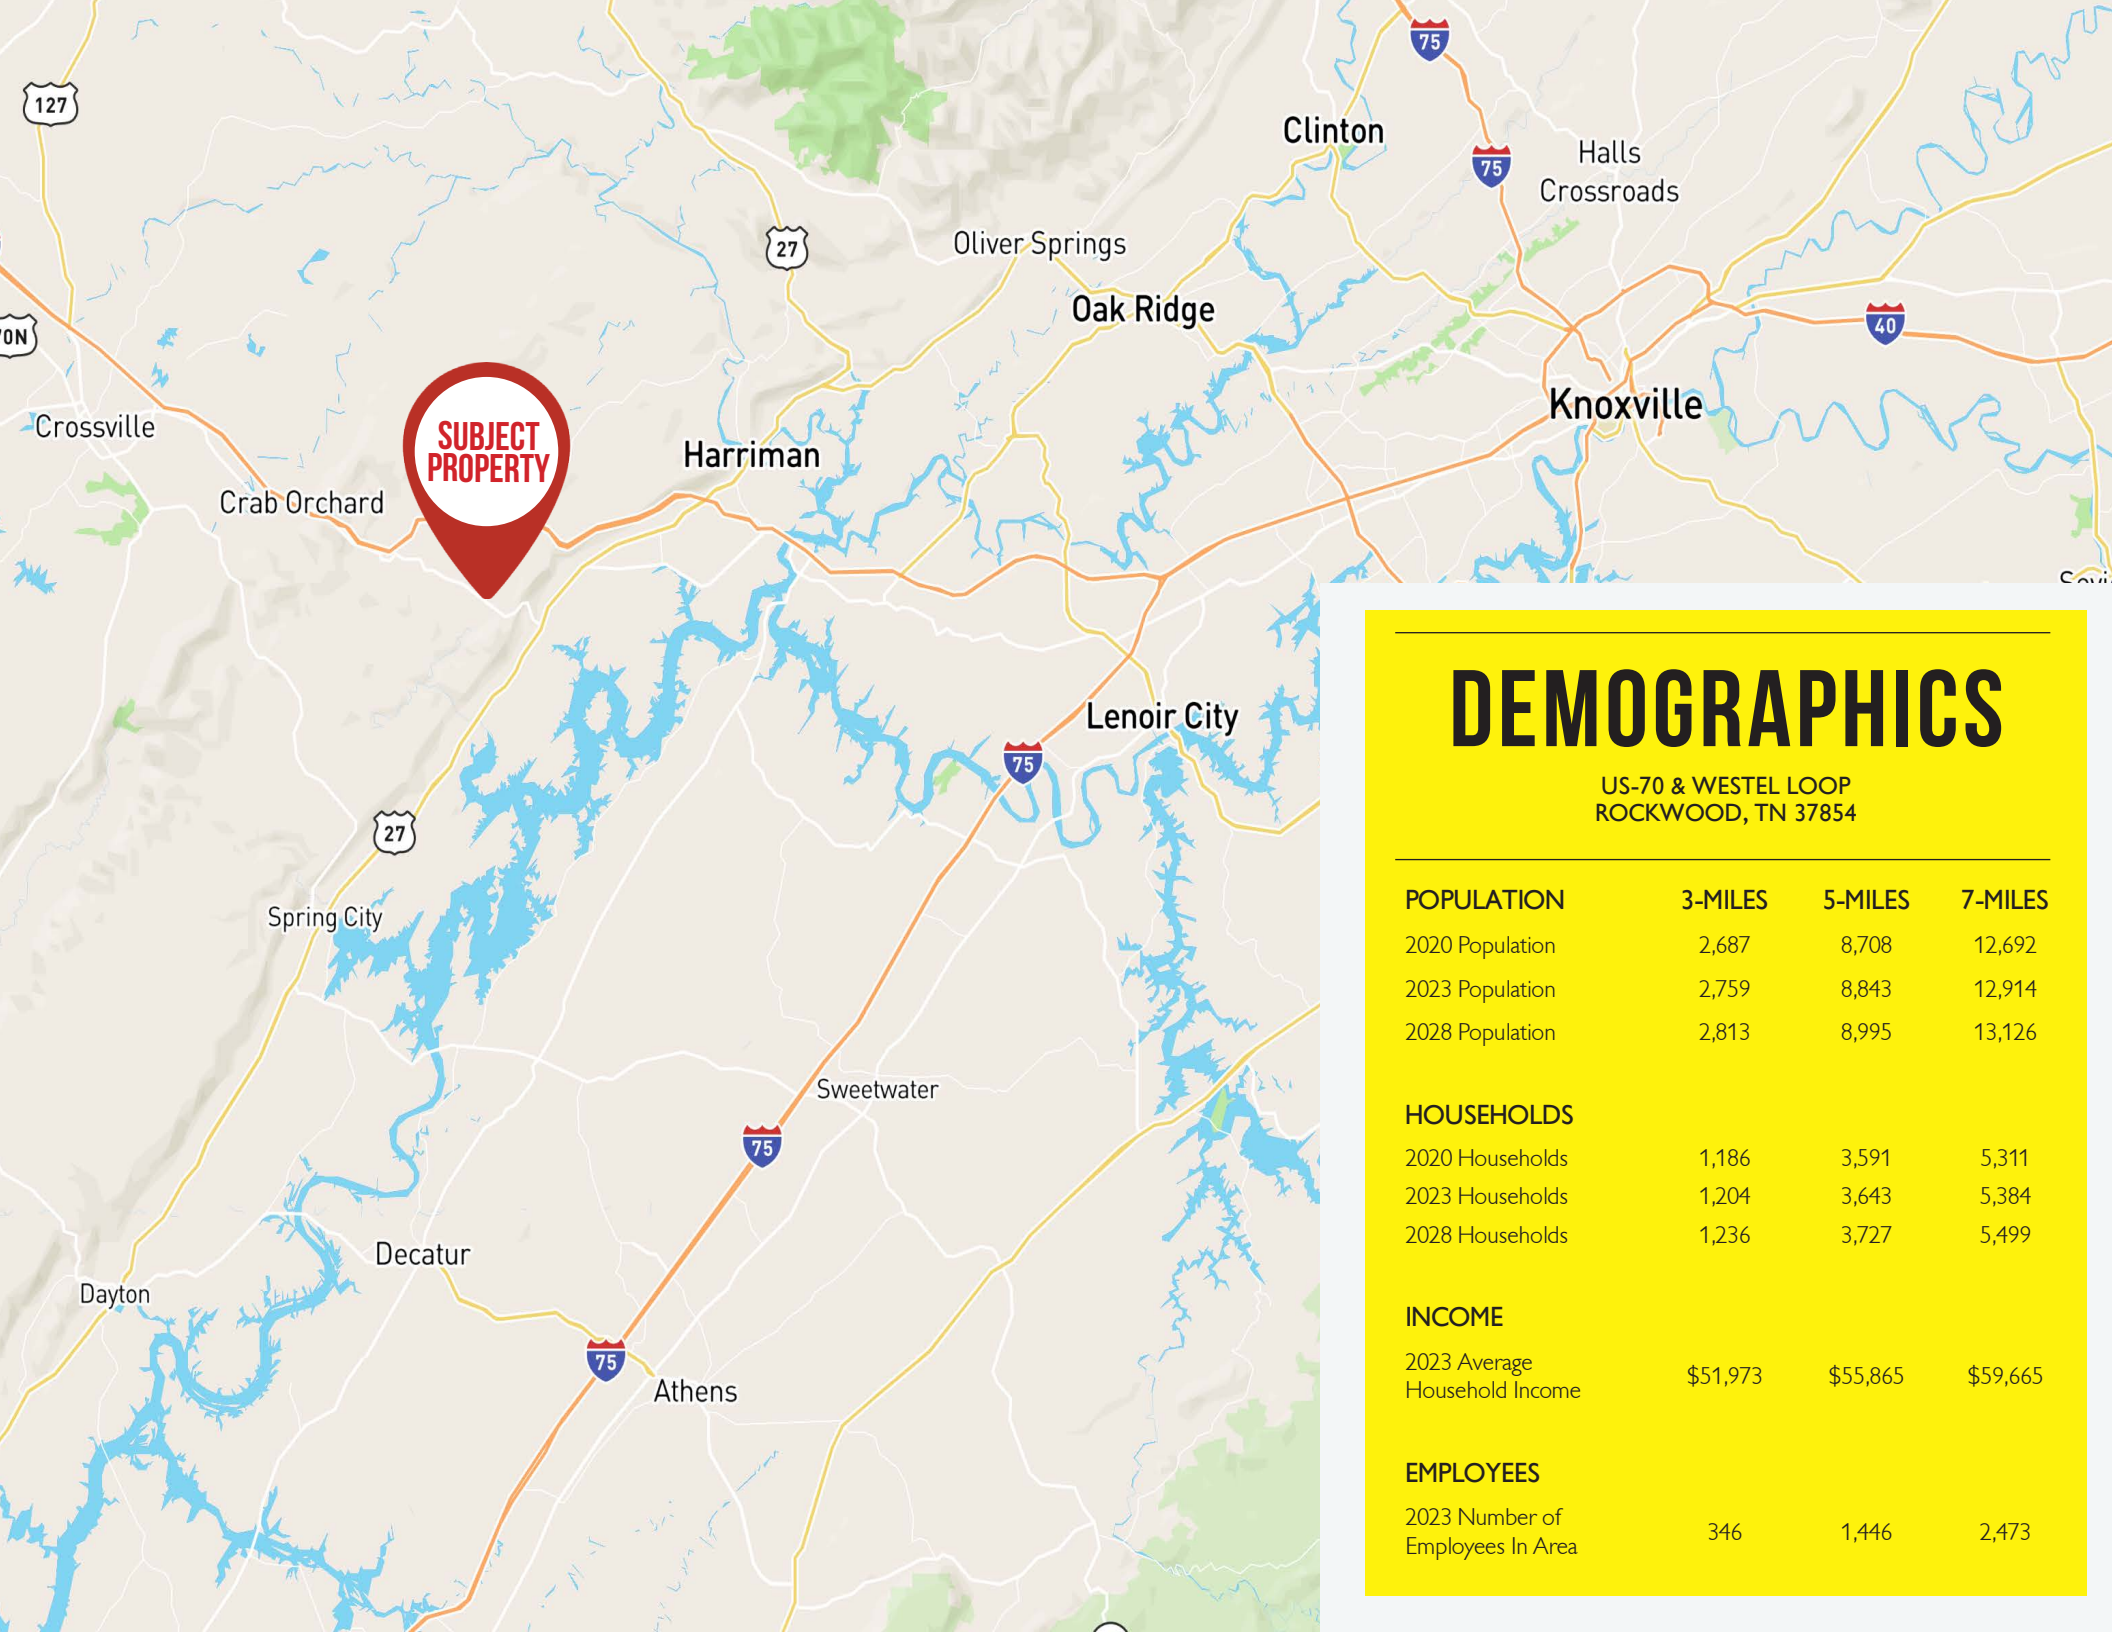 75
127
Clinton
Halls
Crossroads
75
27
Oliver Springs
Oak Ridge
40
70N
Knoxville
Crossville
SUBJECT
PROPERTY
Harriman
Crab Orchard
Lenoir City
75
27
Spring City
Sweetwater
75
Decatur
Dayton
75
Athens
DEMOGRAPHICS
US-70 & WESTEL LOOP
ROCKWOOD, TN 37854
POPULATION 3-MILES 5-MILES 7-MILES
2020 Population 2,687 8,708 12,692
2023 Population 2,759 8,843 12,914
2028 Population 2,813 8,995 13,126
HOUSEHOLDS
2020 Households 1,186 3,591 5,311
2023 Households 1,204 3,643 5,384
2028 Households 1,236 3,727 5,499
INCOME
2023 Average
Household Income $51,973 $55,865 $59,665
EMPLOYEES
2023 Number of
Employees In Area 346 1,446 2,473